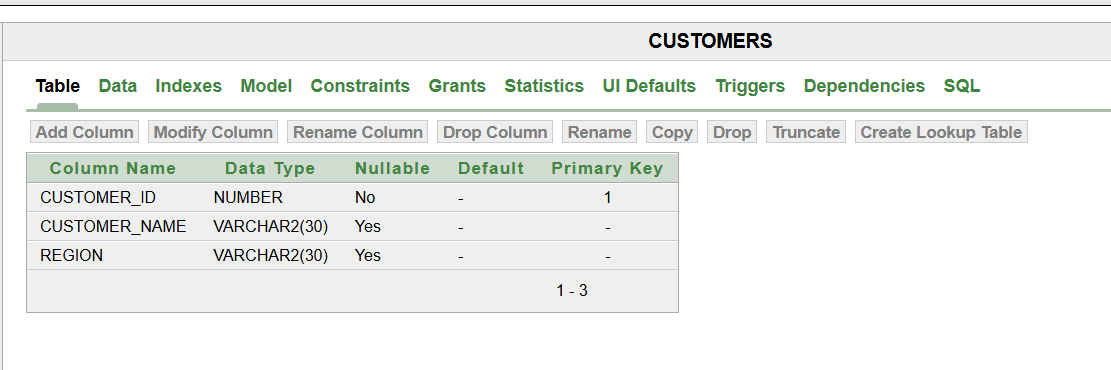 CUSTOMERS
Table Data Indexes Model Constraints Grants Statistics UI Defaults Triggers Dependencies SQL
Add Column Modify Column Rename Column Drop Column Rename Copy Drop Truncate Create Lookup Table
Column Name Data Type Nullable Default Primary Key
CUSTOMER_ID NUMBER No - 1
CUSTOMER_NAME VARCHAR2(30) Yes - -
REGION VARCHAR2(30) Yes - -
1 - 3